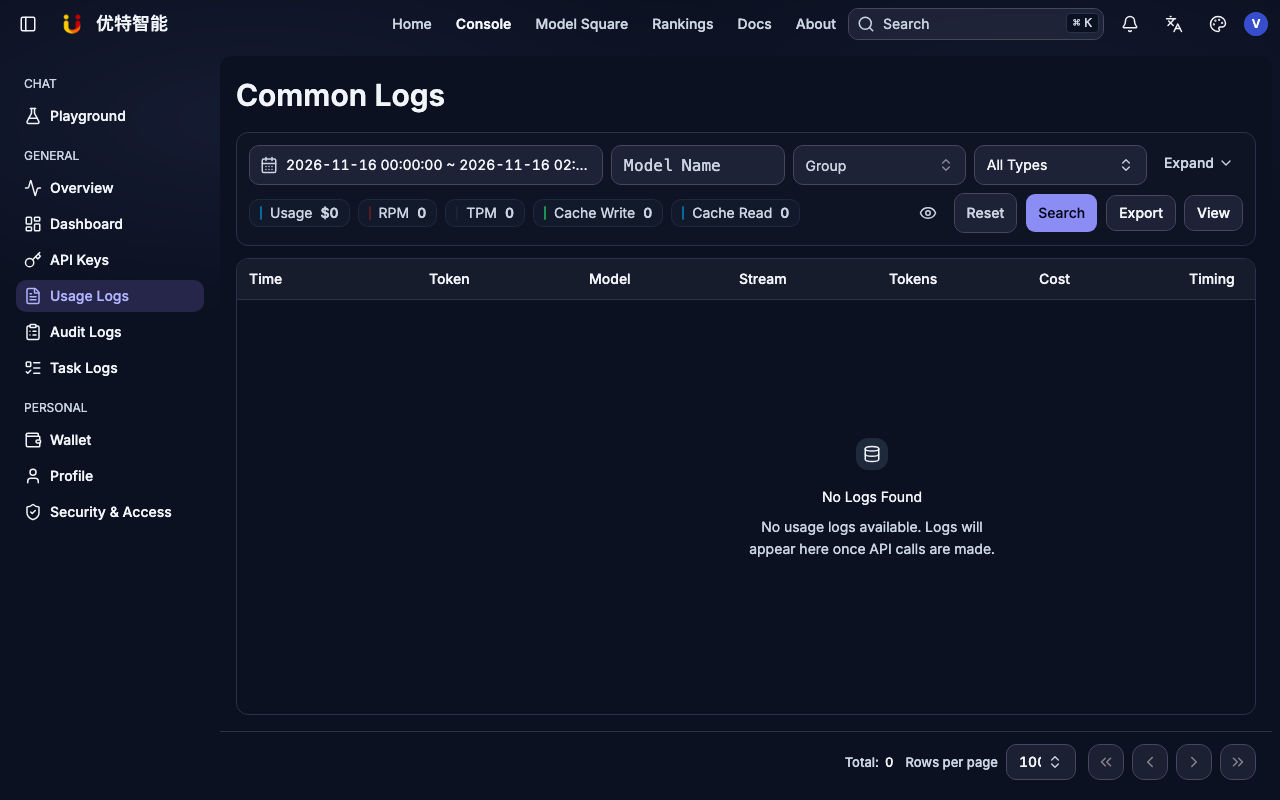 优特智能
Home Console Model Square Rankings Docs About Search ⌘ K V
CHAT
Playground
GENERAL
Overview
Dashboard
API Keys
Usage Logs
Audit Logs
Task Logs
PERSONAL
Wallet
Profile
Security & Access
Common Logs
2026-11-16 00:00:00 ~ 2026-11-16 02:... Model Name Group All Types Expand
Usage $0 RPM 0 TPM 0 Cache Write 0 Cache Read 0 Reset Search Export View
Time Token Model Stream Tokens Cost Timing
No Logs Found
No usage logs available. Logs will
appear here once API calls are made.
Total: 0 Rows per page 100